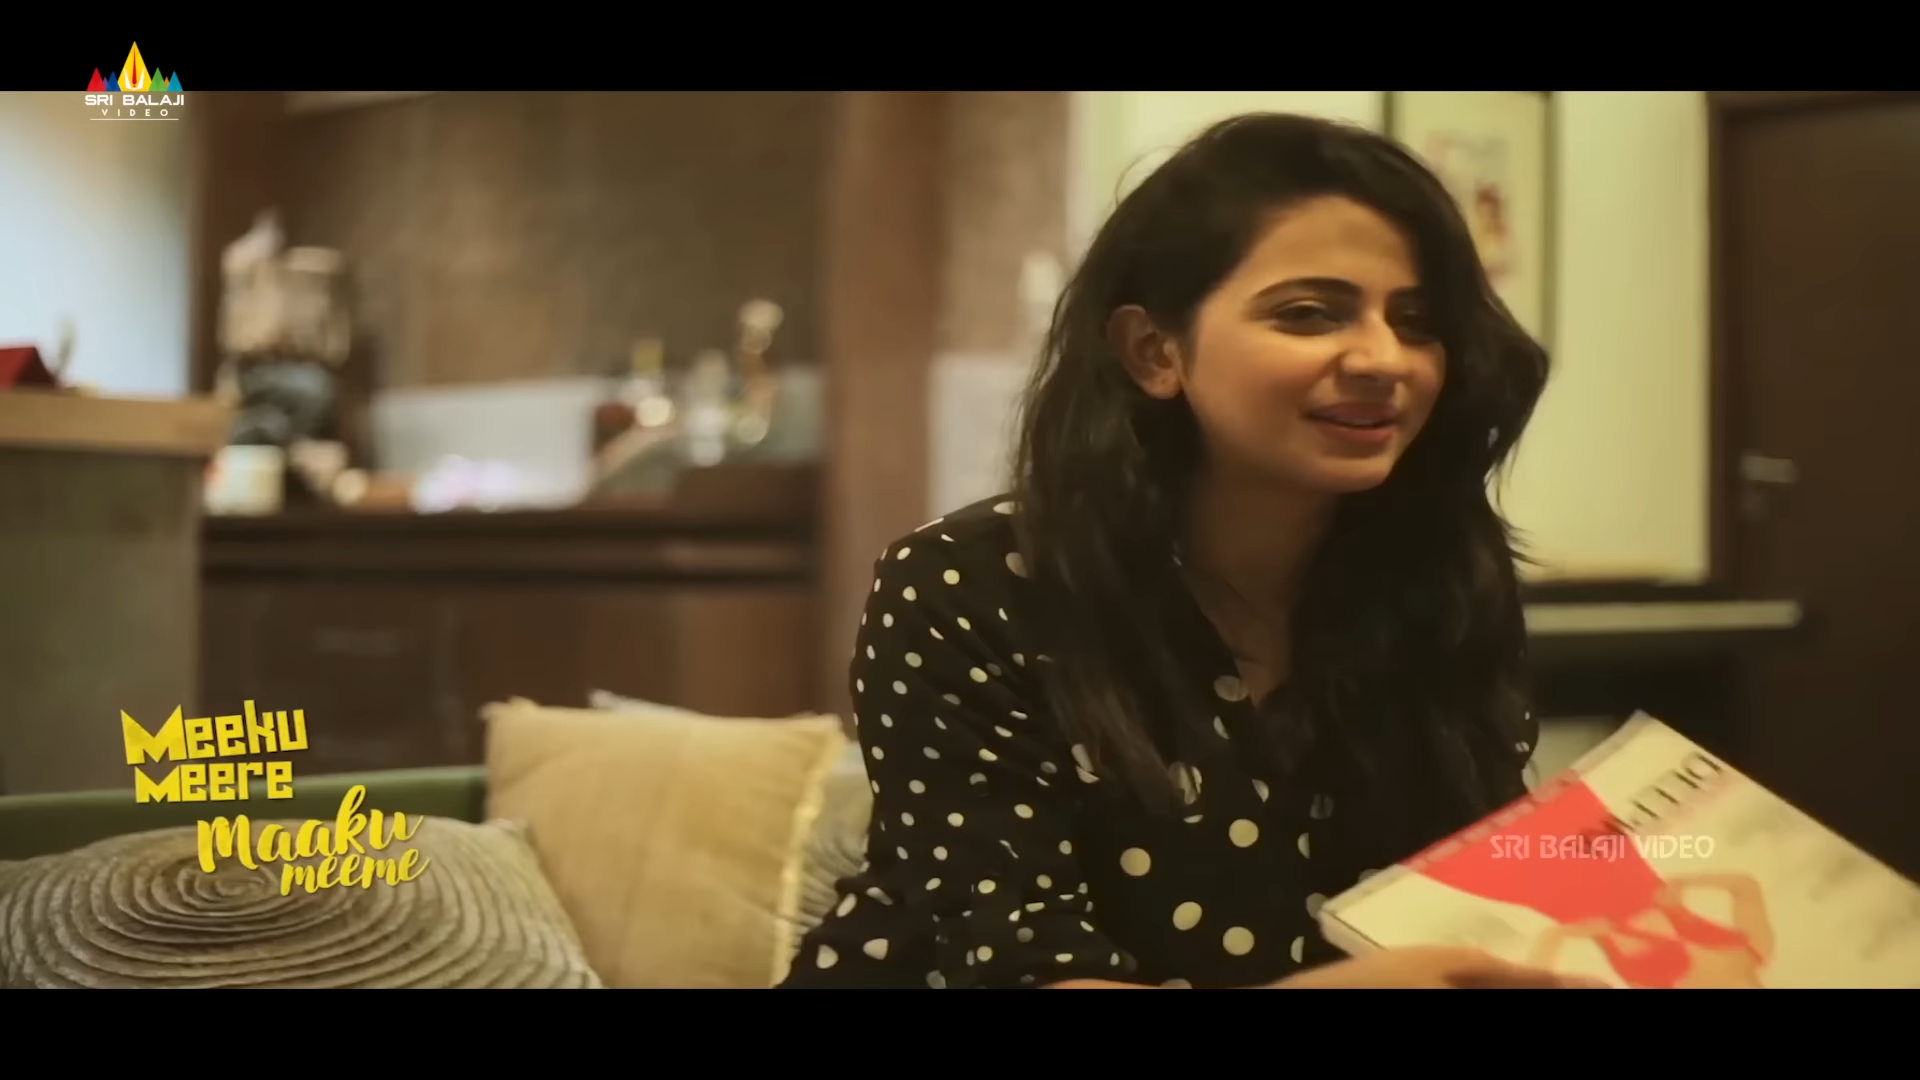 SRI BALAJI
VIDEO
Meeku
Meere
Maaku
meeme
SRI BALAJI VIDEO